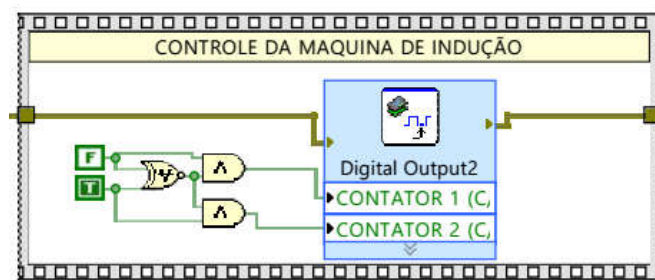 CONTROLE DA MAQUINA DE INDUÇÃO
Digital Output2
F
T
CONTATOR 1 (C,
CONTATOR 2 (C,